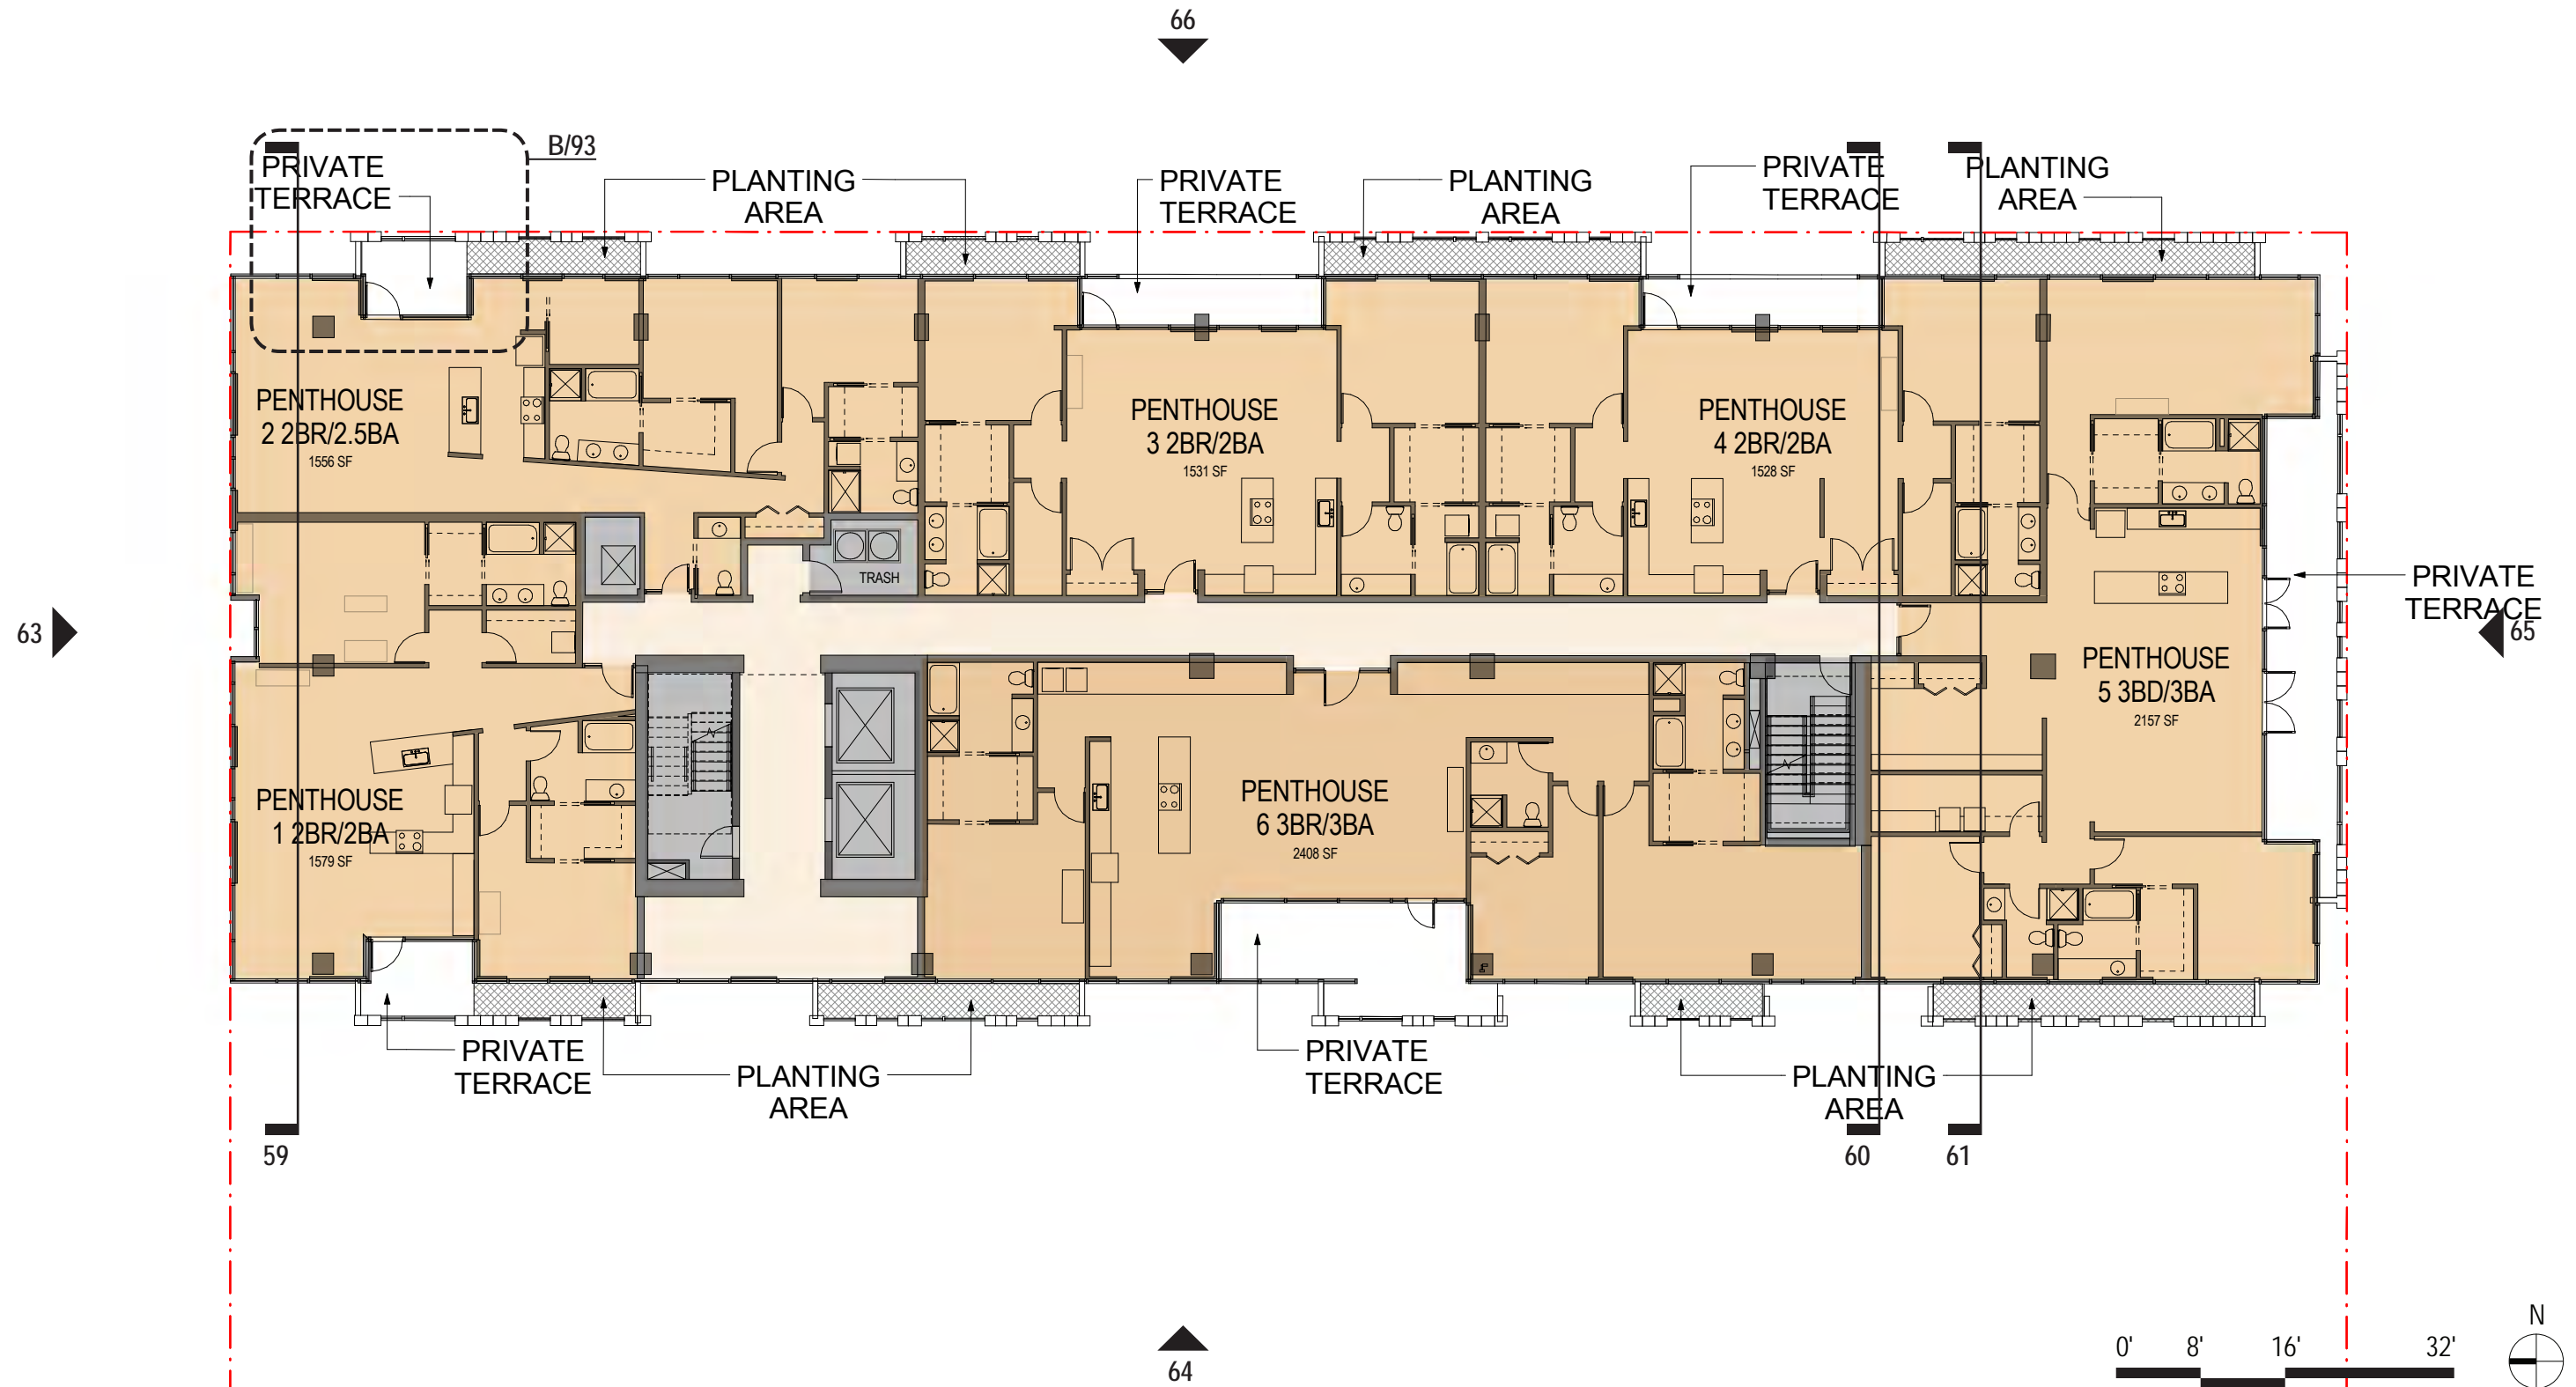 66
B/93
PRIVATE
TERRACE
PLANTING
AREA
PRIVATE
TERRACE
PLANTING
AREA
PRIVATE
TERRACE
PLANTING
AREA
PENTHOUSE
2 2BR/2.5BA
1556 SF
PENTHOUSE
3 2BR/2BA
1531 SF
PENTHOUSE
4 2BR/2BA
1528 SF
TRASH
PRIVATE
TERRACE
63
65
PENTHOUSE
5 3BD/3BA
2157 SF
PENTHOUSE
1 2BR/2BA
1579 SF
PENTHOUSE
6 3BR/3BA
2408 SF
PRIVATE
TERRACE
PLANTING
AREA
PRIVATE
TERRACE
PLANTING
AREA
59
60
61
64
N
0' 8' 16' 32'